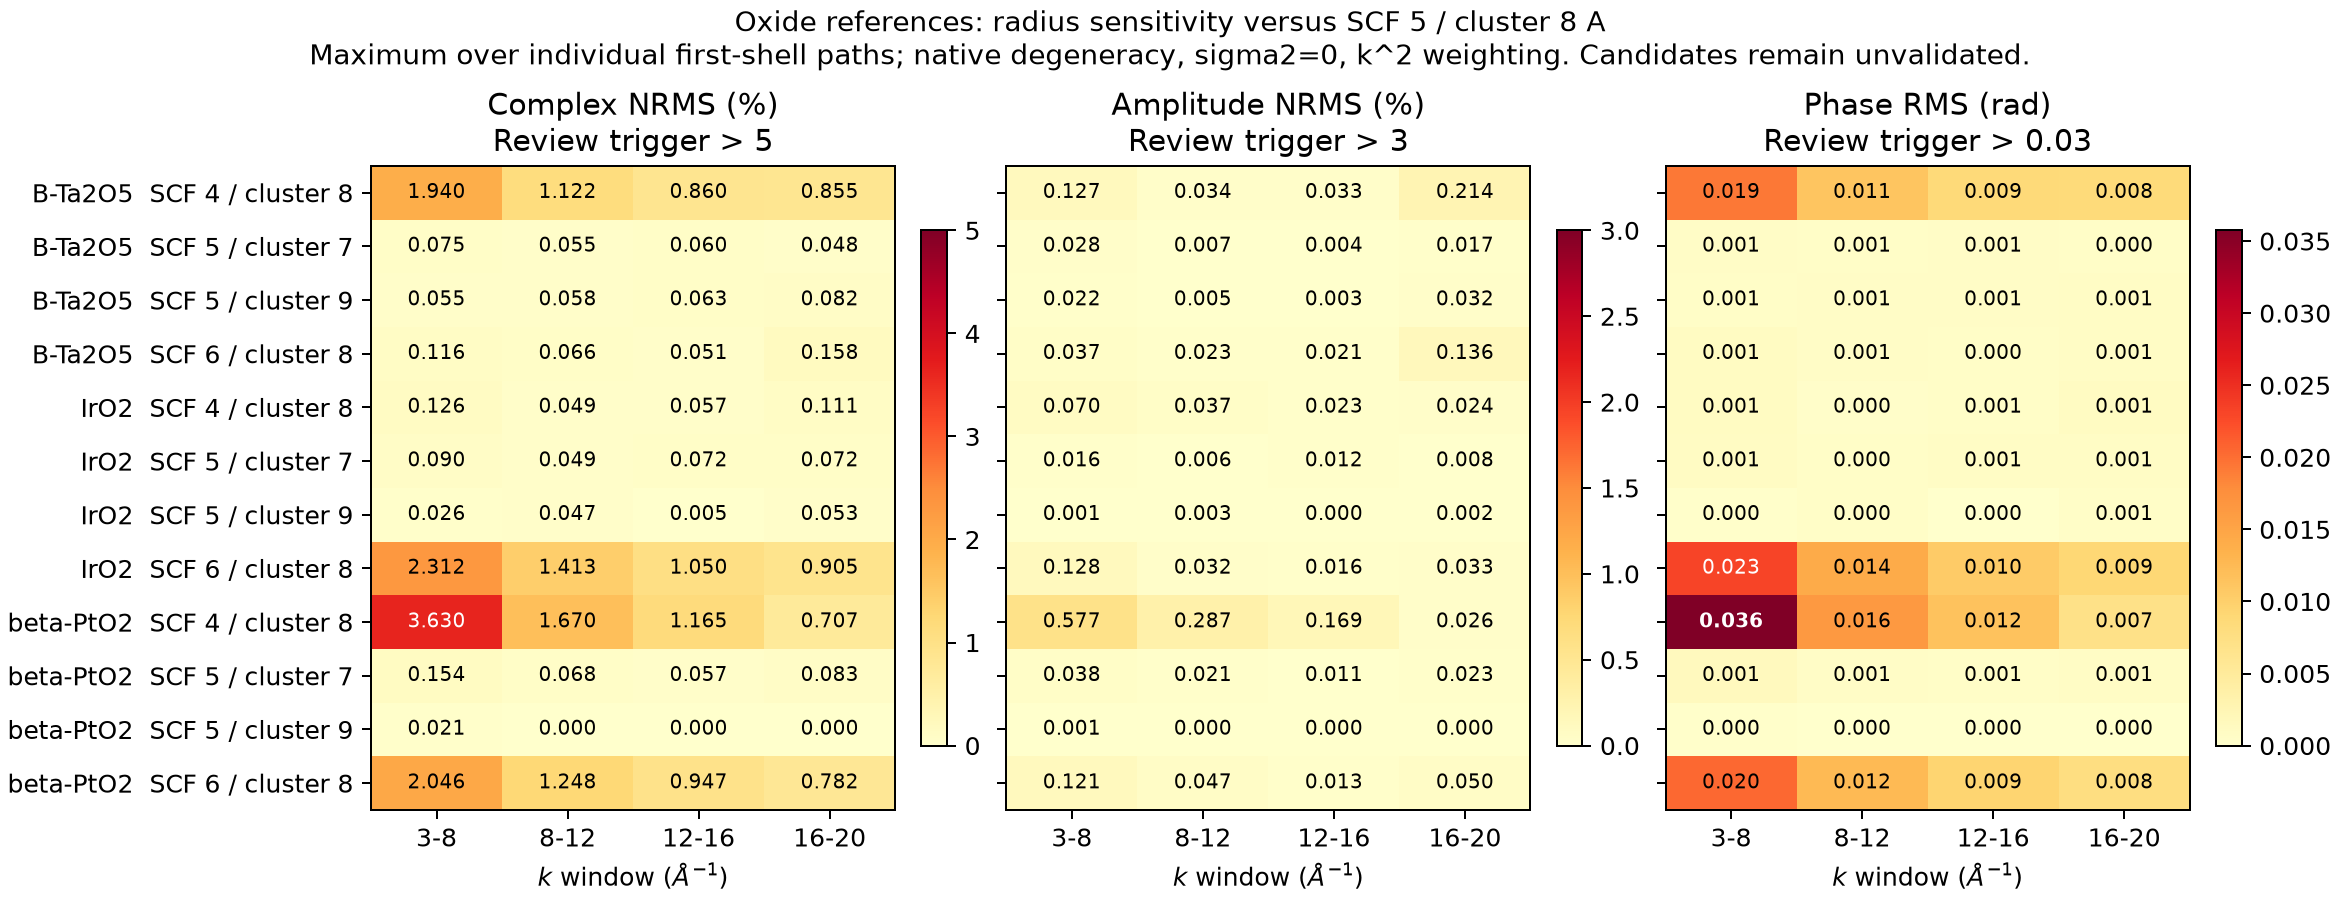 Oxide references: radius sensitivity versus SCF 5 / cluster 8 A
Maximum over individual first-shell paths; native degeneracy, sigma2=0, k^2 weighting. Candidates remain unvalidated.
Complex NRMS (%)
Review trigger > 5
Amplitude NRMS (%)
Review trigger > 3
Phase RMS (rad)
Review trigger > 0.03
B-Ta2O5 SCF 4 / cluster 8 1.940 1.122 0.860 0.855 0.127 0.034 0.033 0.214 0.019 0.011 0.009 0.008
B-Ta2O5 SCF 5 / cluster 7 0.075 0.055 0.060 0.048 0.028 0.007 0.004 0.017 0.001 0.001 0.001 0.000
B-Ta2O5 SCF 5 / cluster 9 0.055 0.058 0.063 0.082 0.022 0.005 0.003 0.032 0.001 0.001 0.001 0.001
B-Ta2O5 SCF 6 / cluster 8 0.116 0.066 0.051 0.158 0.037 0.023 0.021 0.136 0.001 0.001 0.000 0.001
IrO2 SCF 4 / cluster 8 0.126 0.049 0.057 0.111 0.070 0.037 0.023 0.024 0.001 0.000 0.001 0.001
IrO2 SCF 5 / cluster 7 0.090 0.049 0.072 0.072 0.016 0.006 0.012 0.008 0.001 0.000 0.001 0.001
IrO2 SCF 5 / cluster 9 0.026 0.047 0.005 0.053 0.001 0.003 0.000 0.002 0.000 0.000 0.000 0.001
IrO2 SCF 6 / cluster 8 2.312 1.413 1.050 0.905 0.128 0.032 0.016 0.033 0.023 0.014 0.010 0.009
beta-PtO2 SCF 4 / cluster 8 3.630 1.670 1.165 0.707 0.577 0.287 0.169 0.026 0.036 0.016 0.012 0.007
beta-PtO2 SCF 5 / cluster 7 0.154 0.068 0.057 0.083 0.038 0.021 0.011 0.023 0.001 0.001 0.001 0.001
beta-PtO2 SCF 5 / cluster 9 0.021 0.000 0.000 0.000 0.001 0.000 0.000 0.000 0.000 0.000 0.000 0.000
beta-PtO2 SCF 6 / cluster 8 2.046 1.248 0.947 0.782 0.121 0.047 0.013 0.050 0.020 0.012 0.009 0.008
5
4
3
2
1
0
3.0
2.5
2.0
1.5
1.0
0.5
0.0
0.035
0.030
0.025
0.020
0.015
0.010
0.005
0.000
3-8 8-12 12-16 16-20
k window (Å⁻¹)
3-8 8-12 12-16 16-20
k window (Å⁻¹)
3-8 8-12 12-16 16-20
k window (Å⁻¹)